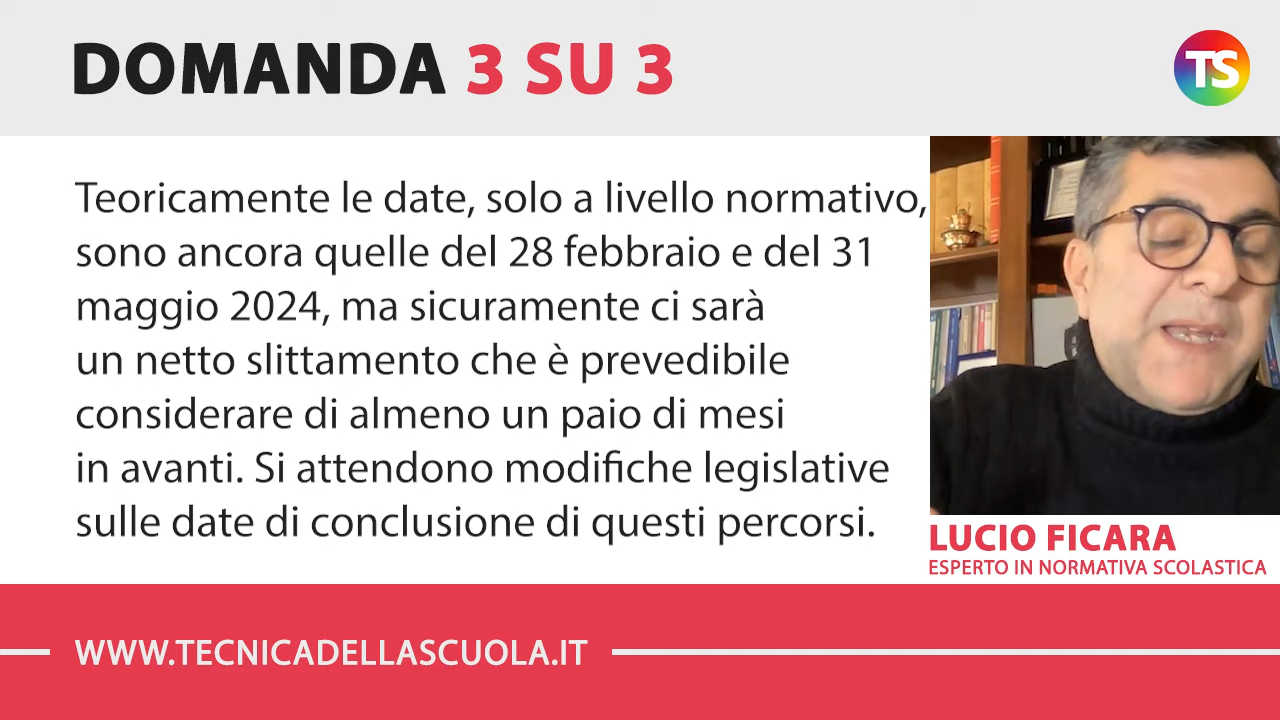 DOMANDA 3 SU 3
TS
Teoricamente le date, solo a livello normativo,
sono ancora quelle del 28 febbraio e del 31
maggio 2024, ma sicuramente ci sarà
un netto slittamento che è prevedibile
considerare di almeno un paio di mesi
in avanti. Si attendono modifiche legislative
sulle date di conclusione di questi percorsi.
LUCIO FICARA
ESPERTO IN NORMATIVA SCOLASTICA
WWW.TECNICADELLASCUOLA.IT